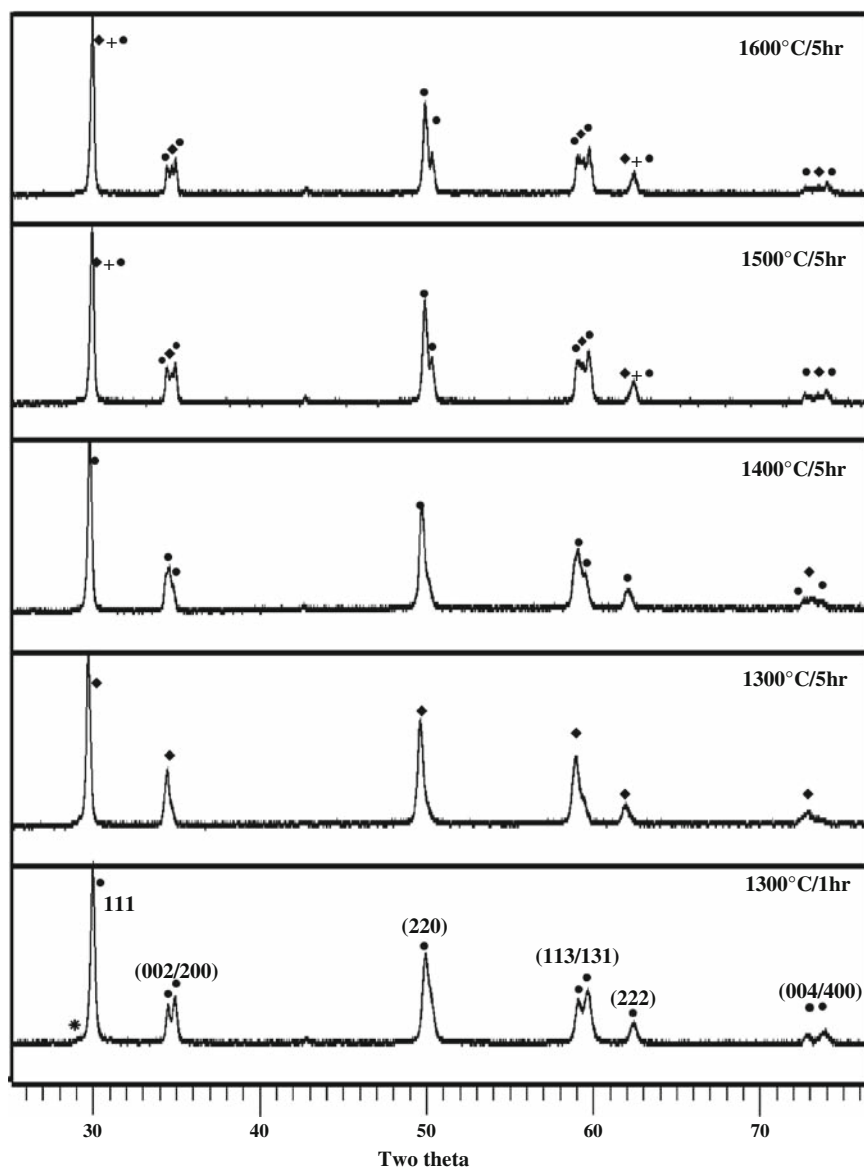 1600°C/5hr
1500°C/5hr
1400°C/5hr
1300°C/5hr
1300°C/1hr
111
(002/200)
(220)
(113/131)
(222)
(004/400)
30 40 50 60 70
Two theta